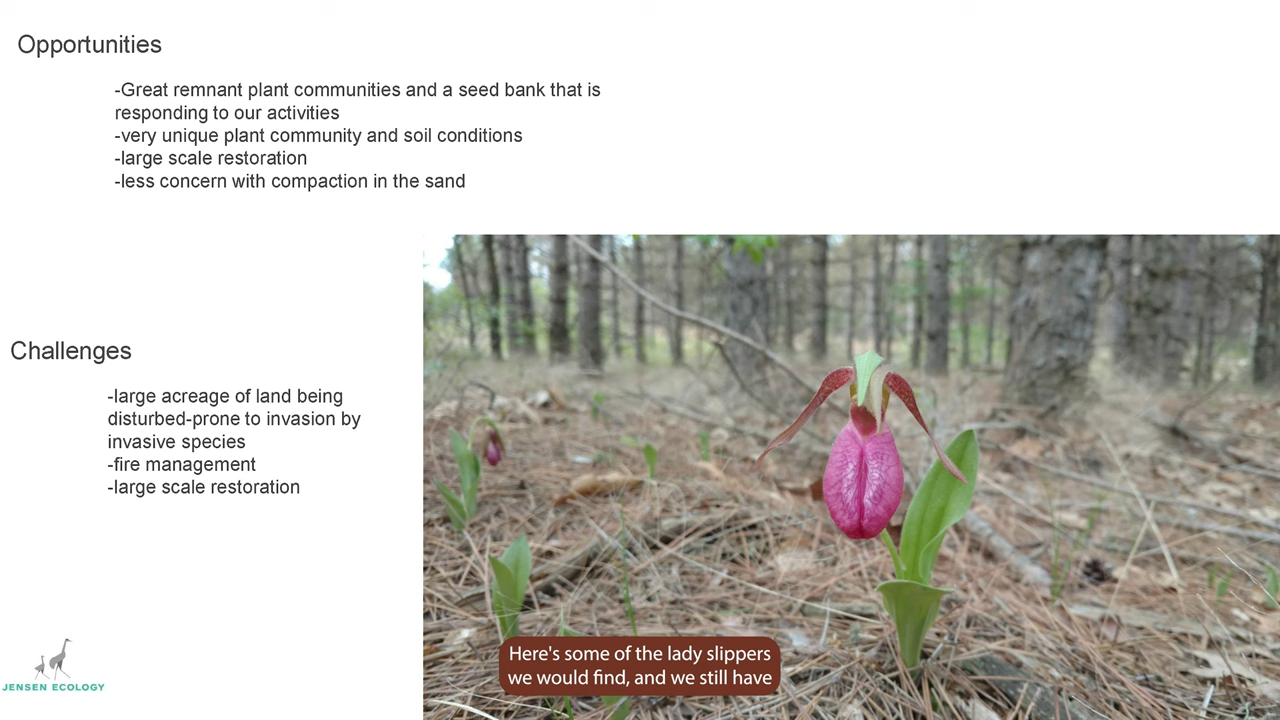 Opportunities
-Great remnant plant communities and a seed bank that is
responding to our activities
-very unique plant community and soil conditions
-large scale restoration
-less concern with compaction in the sand
Challenges
-large acreage of land being
disturbed-prone to invasion by
invasive species
-fire management
-large scale restoration
JENSEN ECOLOGY
Here's some of the lady slippers
we would find, and we still have